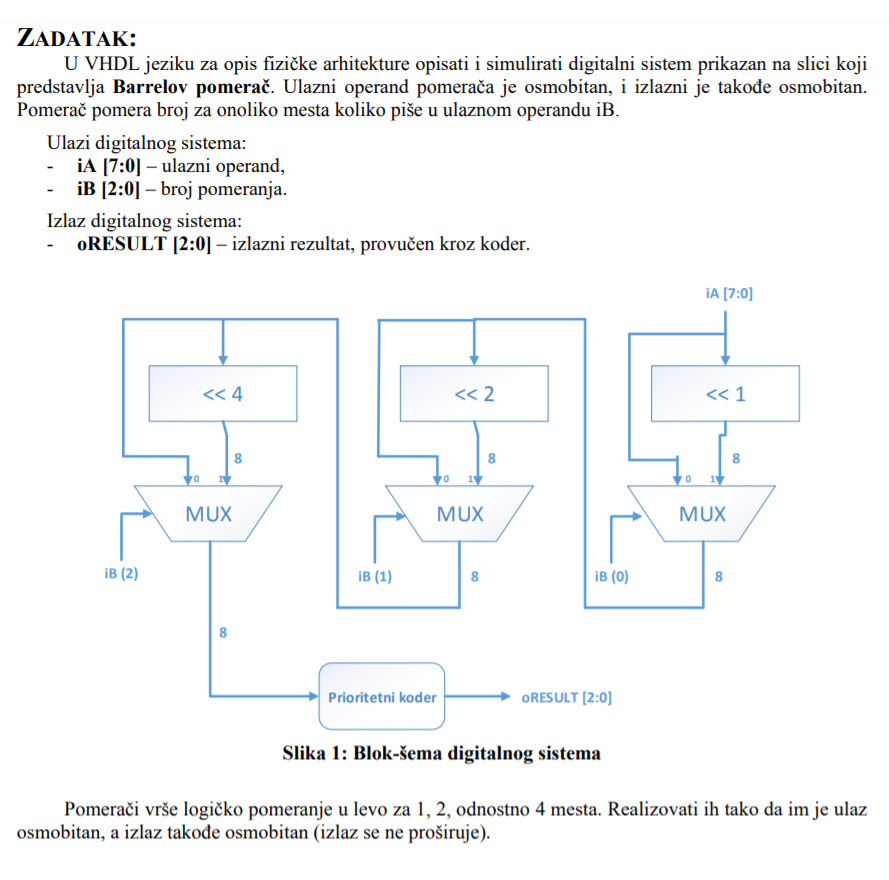 ZADATAK:
U VHDL jeziku za opis fizičke arhitekture opisati i simulirati digitalni sistem prikazan na slici koji
predstavlja Barrelov pomerač. Ulazni operand pomerača je osmobitan, i izlazni je takođe osmobitan.
Pomerač pomera broj za onoliko mesta koliko piše u ulaznom operandu iB.
Ulazi digitalnog sistema:
- iA [7:0] – ulazni operand,
- iB [2:0] – broj pomeranja.
Izlaz digitalnog sistema:
- oRESULT [2:0] – izlazni rezultat, provučen kroz koder.
iA [7:0]
<< 4
<< 2
<< 1
8
8
8
0 1
0 1
0 1
MUX
MUX
MUX
iB (2)
iB (1)
8
iB (0)
8
8
Prioritetni koder
oRESULT [2:0]
Slika 1: Blok-šema digitalnog sistema
Pomerači vrše logičko pomeranje u levo za 1, 2, odnostno 4 mesta. Realizovati ih tako da im je ulaz
osmobitan, a izlaz takođe osmobitan (izlaz se ne proširuje).